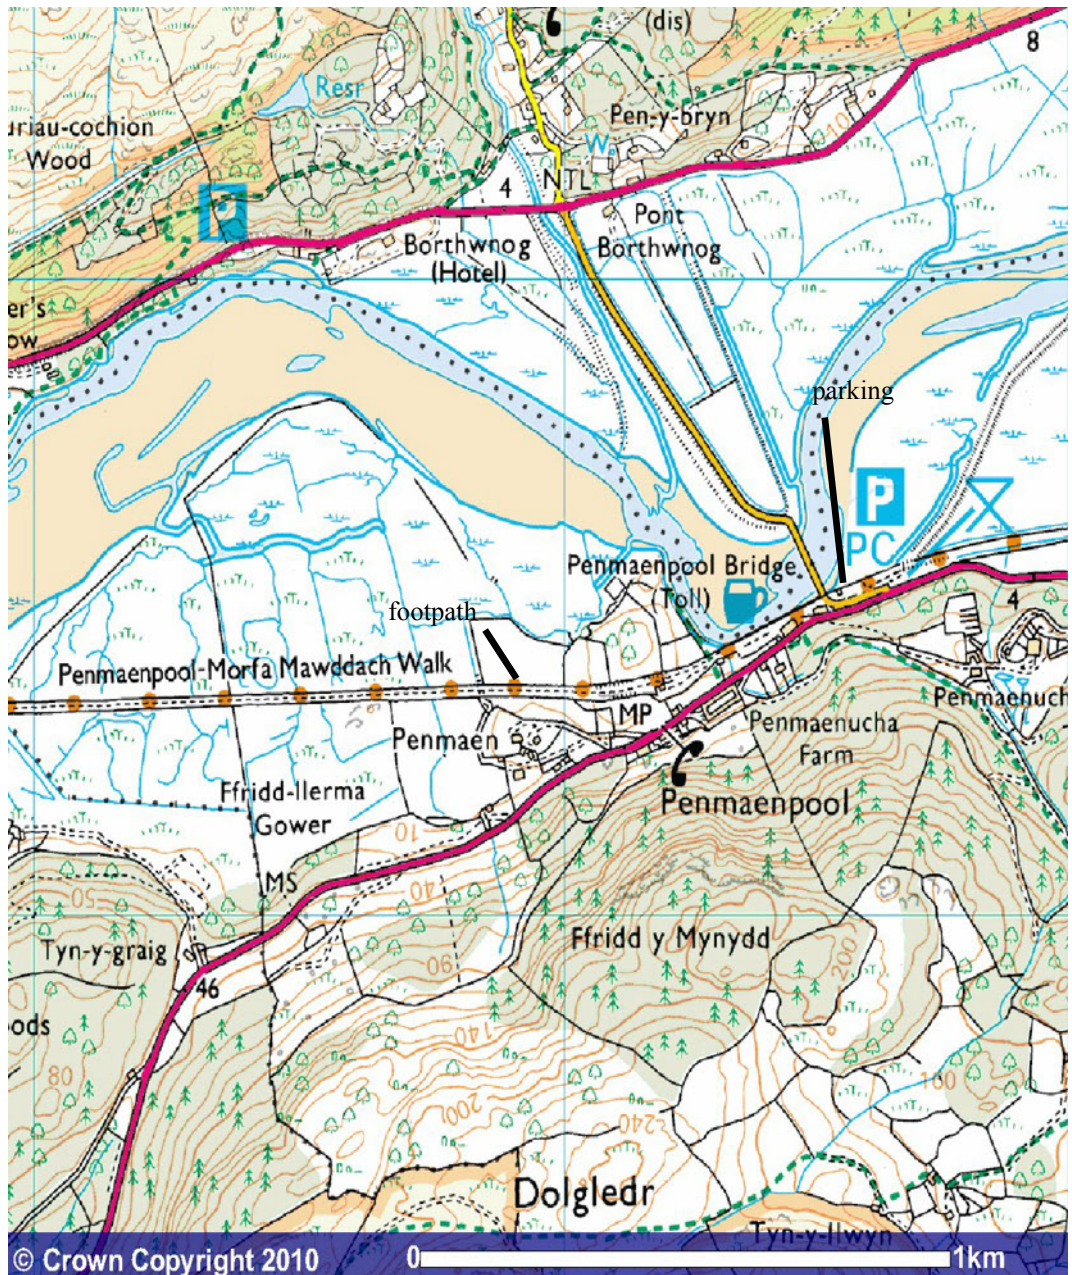 (dis)
8
Resr
Pen-y-bryn
10
uriau-cochion
Wood
W
4
NTL
P
Pont
Borthwnog
Borthwnog
(Hotel)
er's
ow
parking
P
PC
Penmaenpool Bridge
(Toll)
footpath
4
Penmaenpool-Morfa Mawddach Walk
Penmaenuch
MP
Penmaen
Penmaenucha
Farm
Ffridd-llerma
Gower
Penmaenpool
10
MS
40
50
Tyn-y-graig
90
Ffridd y Mynydd
200
46
ods
140
80
200
240
100
Dolgledr
Tyn-y-llwyn
© Crown Copyright 2010
0
1km